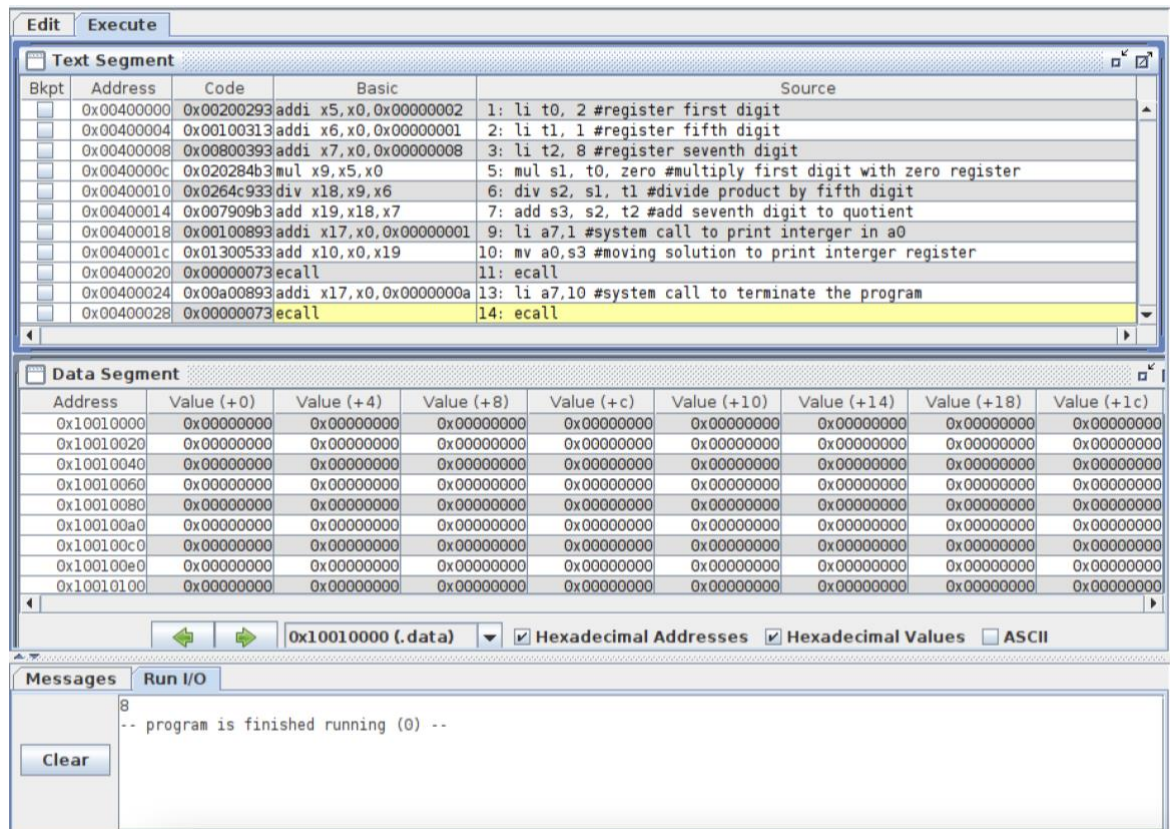 Edit Execute
Text Segment
Bkpt Address Code Basic Source
0x00400000 0x00200293 addi x5,x0,0x00000002 1: li t0, 2 #register first digit
0x00400004 0x00100313 addi x6,x0,0x00000001 2: li t1, 1 #register fifth digit
0x00400008 0x00800393 addi x7,x0,0x00000008 3: li t2, 8 #register seventh digit
0x0040000c 0x020284b3 mul x9,x5,x0 5: mul s1, t0, zero #multiply first digit with zero register
0x00400010 0x0264c933 div x18,x9,x6 6: div s2, s1, t1 #divide product by fifth digit
0x00400014 0x007909b3 add x19,x18,x7 7: add s3, s2, t2 #add seventh digit to quotient
0x00400018 0x00100893 addi x17,x0,0x00000001 9: li a7,1 #system call to print interger in a0
0x0040001c 0x01300533 add x10,x0,x19 10: mv a0,s3 #moving solution to print interger register
0x00400020 0x00000073 ecall 11: ecall
0x00400024 0x00a00893 addi x17,x0,0x0000000a 13: li a7,10 #system call to terminate the program
0x00400028 0x00000073 ecall 14: ecall
Data Segment
Address Value (+0) Value (+4) Value (+8) Value (+c) Value (+10) Value (+14) Value (+18) Value (+1c)
0x10010000 0x00000000 0x00000000 0x00000000 0x00000000 0x00000000 0x00000000 0x00000000 0x00000000
0x10010020 0x00000000 0x00000000 0x00000000 0x00000000 0x00000000 0x00000000 0x00000000 0x00000000
0x10010040 0x00000000 0x00000000 0x00000000 0x00000000 0x00000000 0x00000000 0x00000000 0x00000000
0x10010060 0x00000000 0x00000000 0x00000000 0x00000000 0x00000000 0x00000000 0x00000000 0x00000000
0x10010080 0x00000000 0x00000000 0x00000000 0x00000000 0x00000000 0x00000000 0x00000000 0x00000000
0x100100a0 0x00000000 0x00000000 0x00000000 0x00000000 0x00000000 0x00000000 0x00000000 0x00000000
0x100100c0 0x00000000 0x00000000 0x00000000 0x00000000 0x00000000 0x00000000 0x00000000 0x00000000
0x100100e0 0x00000000 0x00000000 0x00000000 0x00000000 0x00000000 0x00000000 0x00000000 0x00000000
0x10010100 0x00000000 0x00000000 0x00000000 0x00000000 0x00000000 0x00000000 0x00000000 0x00000000
0x10010000 (.data) Hexadecimal Addresses Hexadecimal Values ASCII
Messages Run I/O
8
-- program is finished running (0) --
Clear